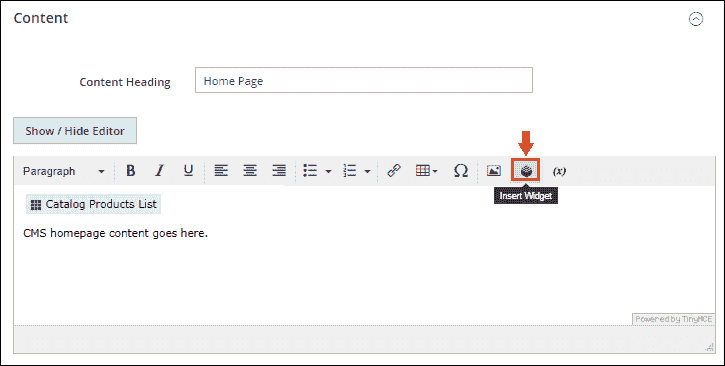 Content
Content Heading
Home Page
Show / Hide Editor
Paragraph B I U Ω (x)
Insert Widget
Catalog Products List
CMS homepage content goes here.
Powered by TinyMCE